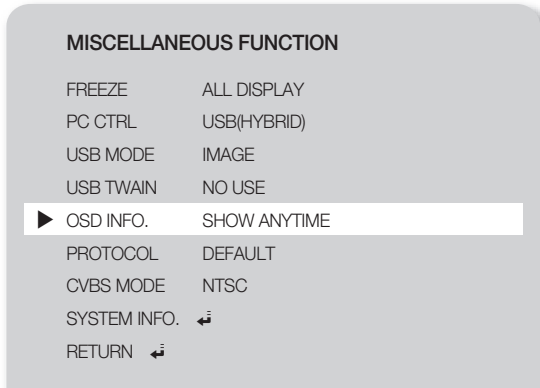 MISCELLANEOUS FUNCTION
FREEZE ALL DISPLAY
PC CTRL USB(HYBRID)
USB MODE IMAGE
USB TWAIN NO USE
▶ OSD INFO. SHOW ANYTIME
PROTOCOL DEFAULT
CVBS MODE NTSC
SYSTEM INFO. ↲
RETURN ↲